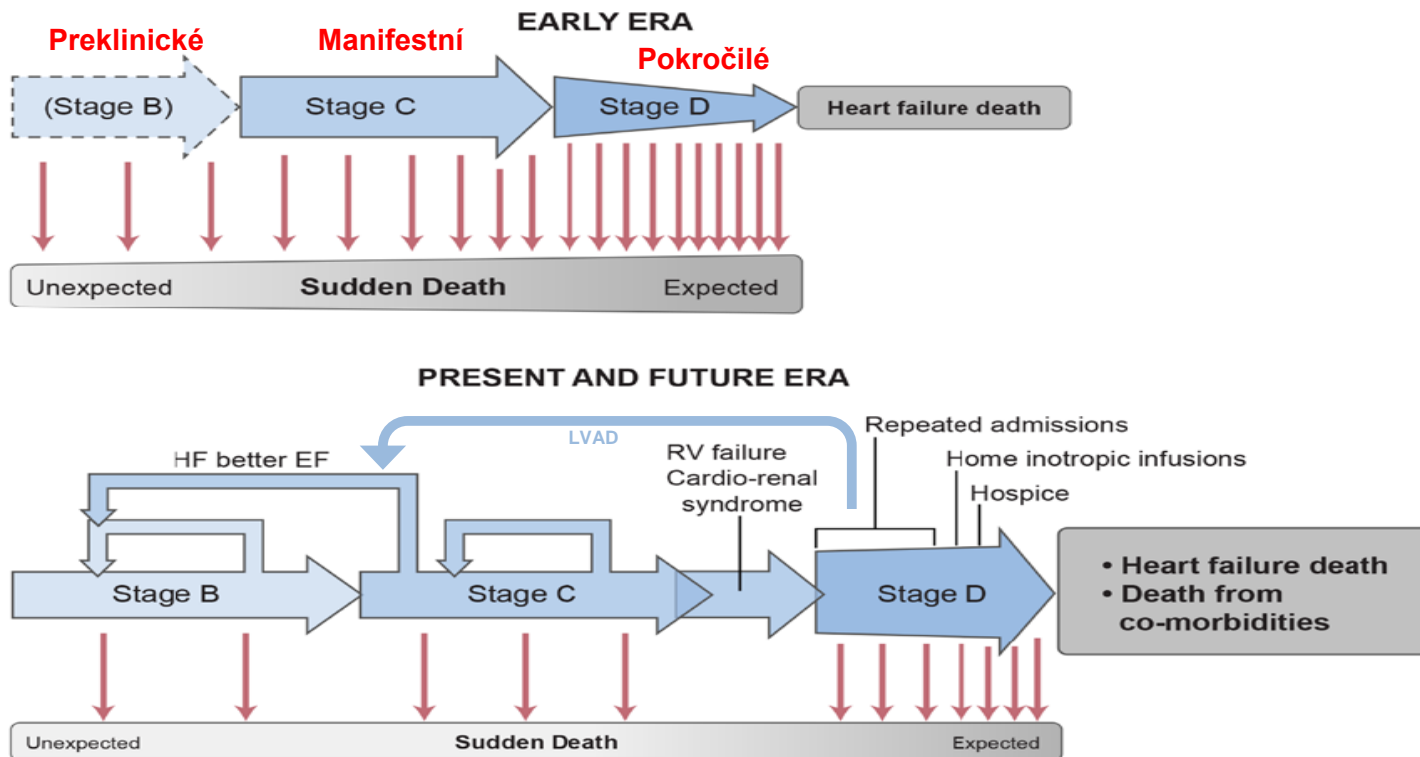 EARLY ERA
Preklinické
Manifestní
Pokročilé
(Stage B)
Stage C
Stage D
Heart failure death
Unexpected
Sudden Death
Expected
PRESENT AND FUTURE ERA
LVAD
HF better EF
RV failure
Cardio-renal
syndrome
Repeated admissions
Home inotropic infusions
Hospice
Stage B
Stage C
Stage D
• Heart failure death
• Death from
co-morbidities
Unexpected
Sudden Death
Expected